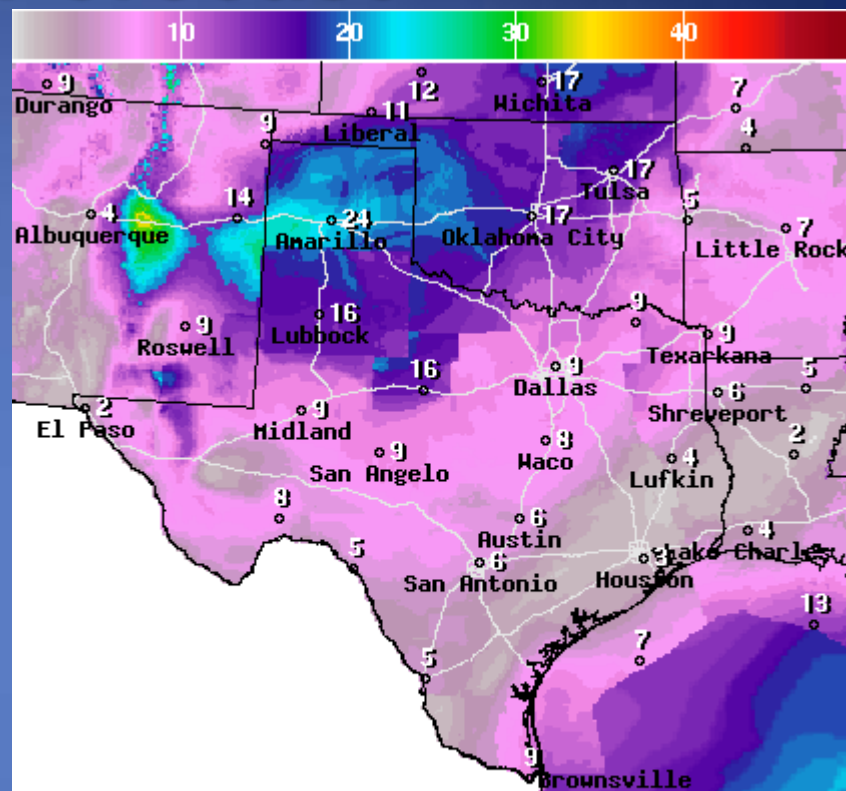 10 20 30 40
9
Durango
12
17
Wichita
7
11
Liberal
9
4
17
Tulsa
4
Albuquerque
14
24
Amarillo
17
Oklahoma City
5
7
Little Rock
9
Roswell
16
Lubbock
9
9
Texarkana
16
9
Dallas
6
Shreveport
5
2
El Paso
9
Midland
9
San Angelo
8
Waco
4
Lufkin
2
8
6
Austin
4
Lake Charles
5
6
San Antonio
Houston
13
7
5
9
Brownsville